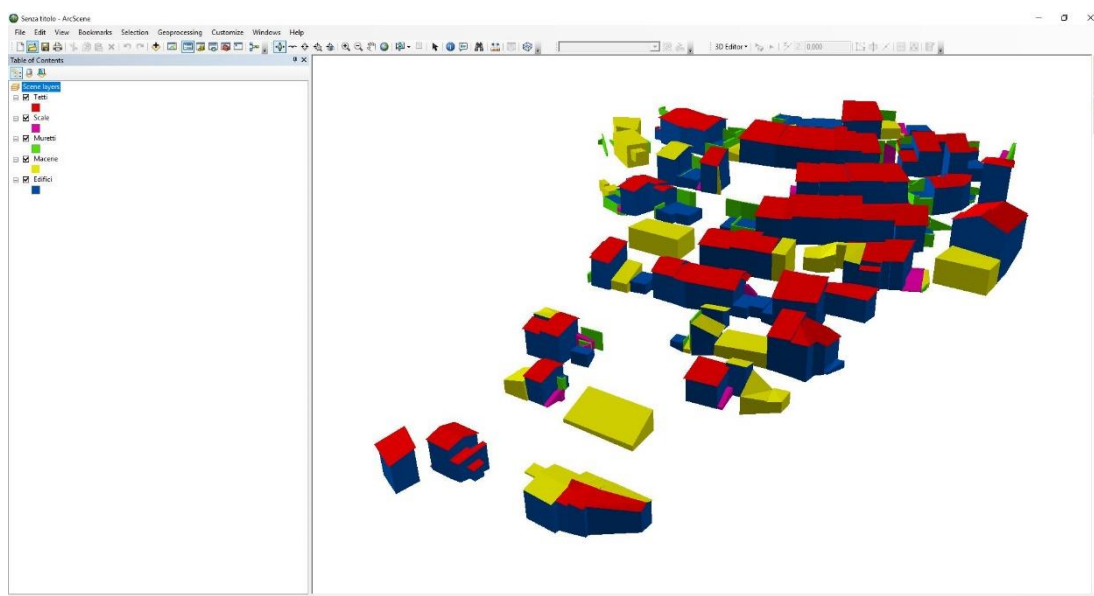 Senza titolo - ArcScene
File Edit View Bookmarks Selection Geoprocessing Customize Windows Help
3D Editor
0.000
Table of Contents
Scene layers
Tetti
Scale
Muretti
Macerie
Edifici